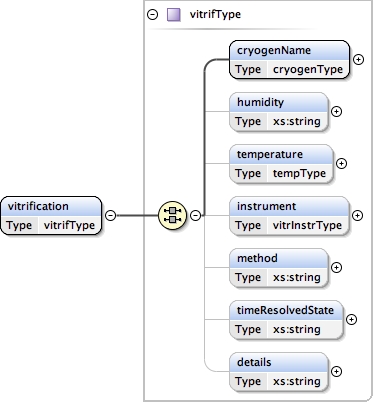 vitrifType
cryogenName
Type cryogenType
humidity
Type xs:string
temperature
Type tempType
vitrification
Type vitrifType
instrument
Type vitrInstrType
method
Type xs:string
timeResolvedState
Type xs:string
details
Type xs:string